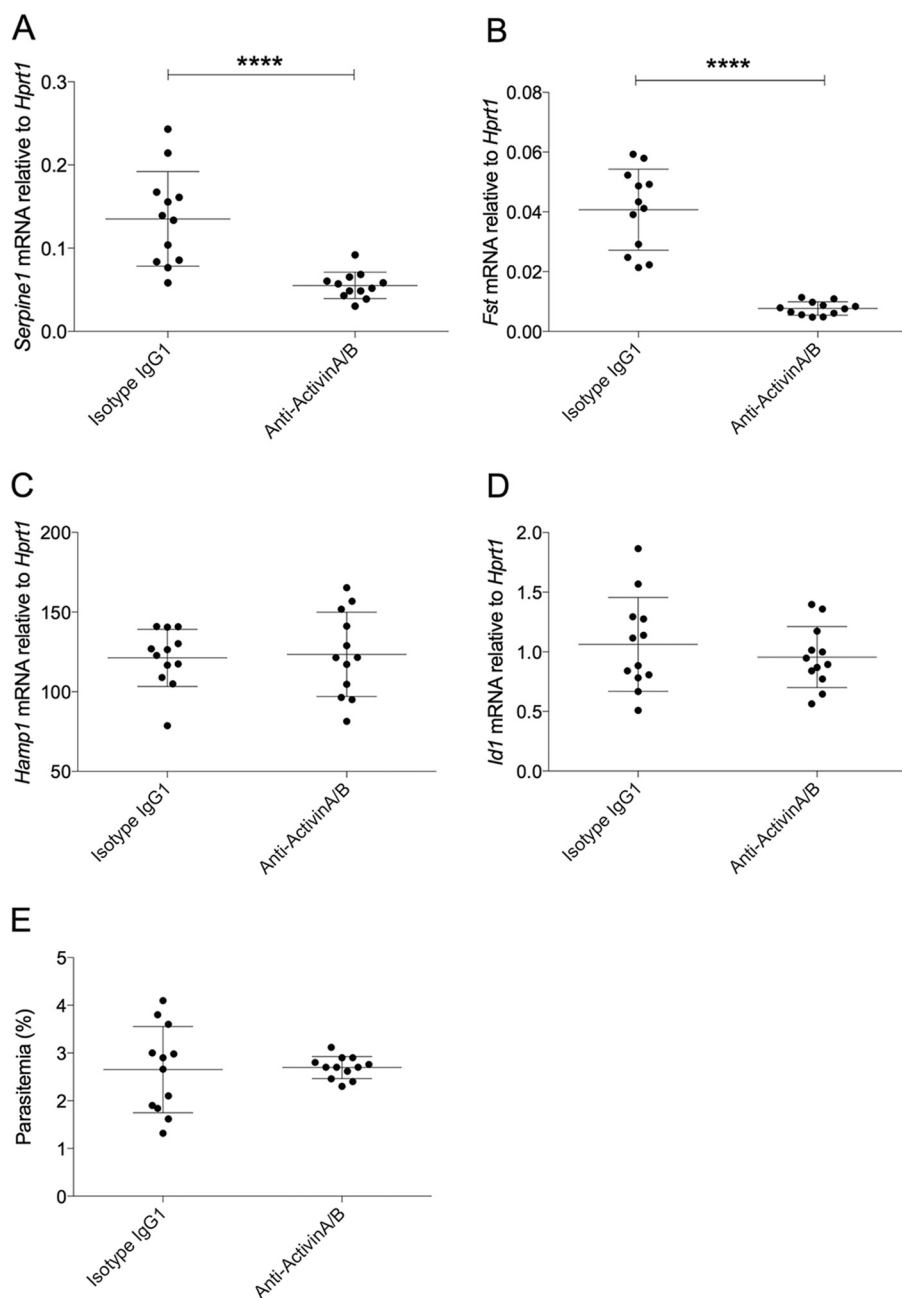 A
Serpine1 mRNA relative to Hprt1
0.3
0.2
0.1
0.0
****
Isotype IgG1
Anti-ActivinA/B
B
Fst mRNA relative to Hprt1
0.08
0.06
0.04
0.02
0.00
****
Isotype IgG1
Anti-ActivinA/B
C
Hamp1 mRNA relative to Hprt1
200
150
100
50
Isotype IgG1
Anti-ActivinA/B
D
Id1 mRNA relative to Hprt1
2.0
1.5
1.0
0.5
0.0
Isotype IgG1
Anti-ActivinA/B
E
Parasitemia (%)
5
4
3
2
1
0
Isotype IgG1
Anti-ActivinA/B